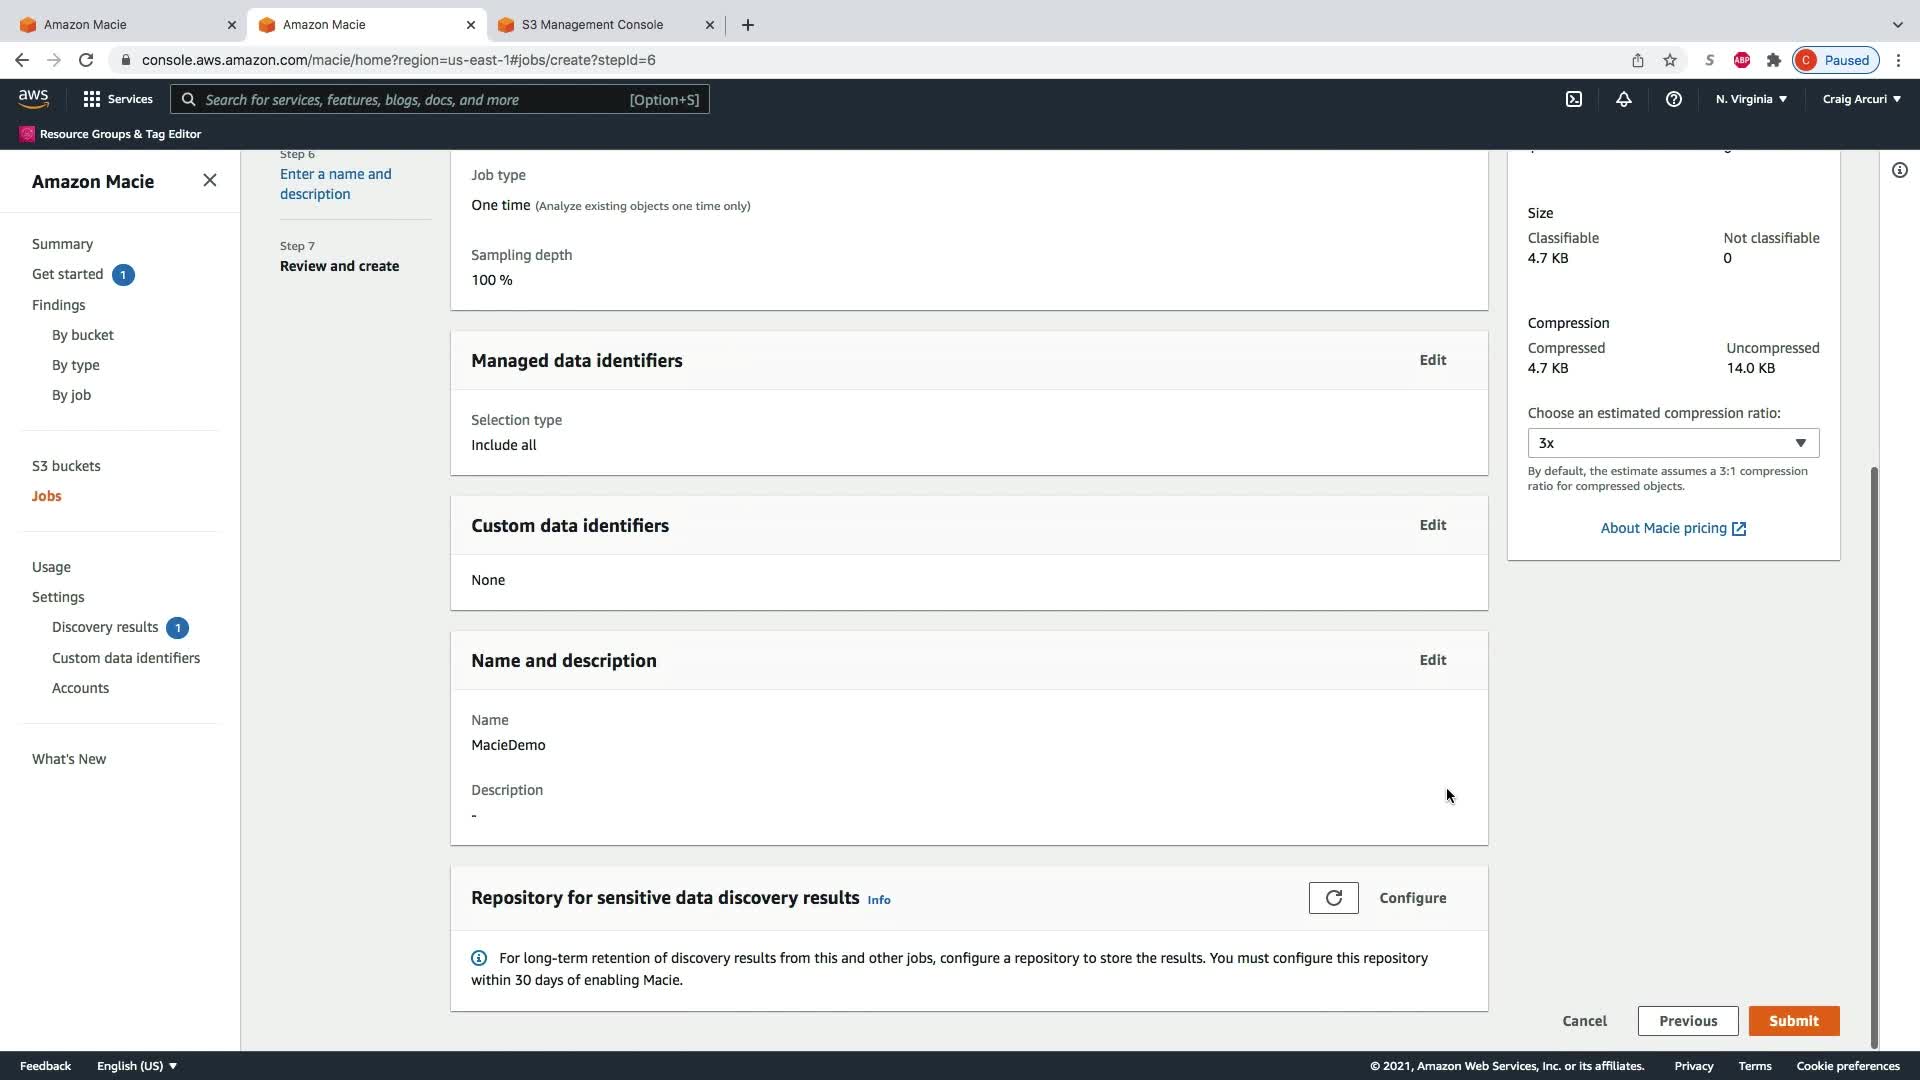 Amazon Macie
Amazon Macie
S3 Management Console
console.aws.amazon.com/macie/home?region=us-east-1#jobs/create?stepId=6
S
ABP
C Paused
aws
Services
Search for services, features, blogs, docs, and more [Option+S]
N. Virginia
Craig Arcuri
Resource Groups & Tag Editor
Amazon Macie
Summary
Get started 1
Findings
By bucket
By type
By job
S3 buckets
Jobs
Usage
Settings
Discovery results 1
Custom data identifiers
Accounts
What's New
Step 6
Enter a name and
description
Step 7
Review and create
Job type
One time (Analyze existing objects one time only)
Sampling depth
100 %
Managed data identifiers Edit
Selection type
Include all
Custom data identifiers Edit
None
Name and description Edit
Name
MacieDemo
Description
-
Repository for sensitive data discovery results Info Configure
For long-term retention of discovery results from this and other jobs, configure a repository to store the results. You must configure this repository
within 30 days of enabling Macie.
Size
Classifiable Not classifiable
4.7 KB 0
Compression
Compressed Uncompressed
4.7 KB 14.0 KB
Choose an estimated compression ratio:
3x
By default, the estimate assumes a 3:1 compression
ratio for compressed objects.
About Macie pricing
Cancel Previous Submit
Feedback English (US) © 2021, Amazon Web Services, Inc. or its affiliates. Privacy Terms Cookie preferences